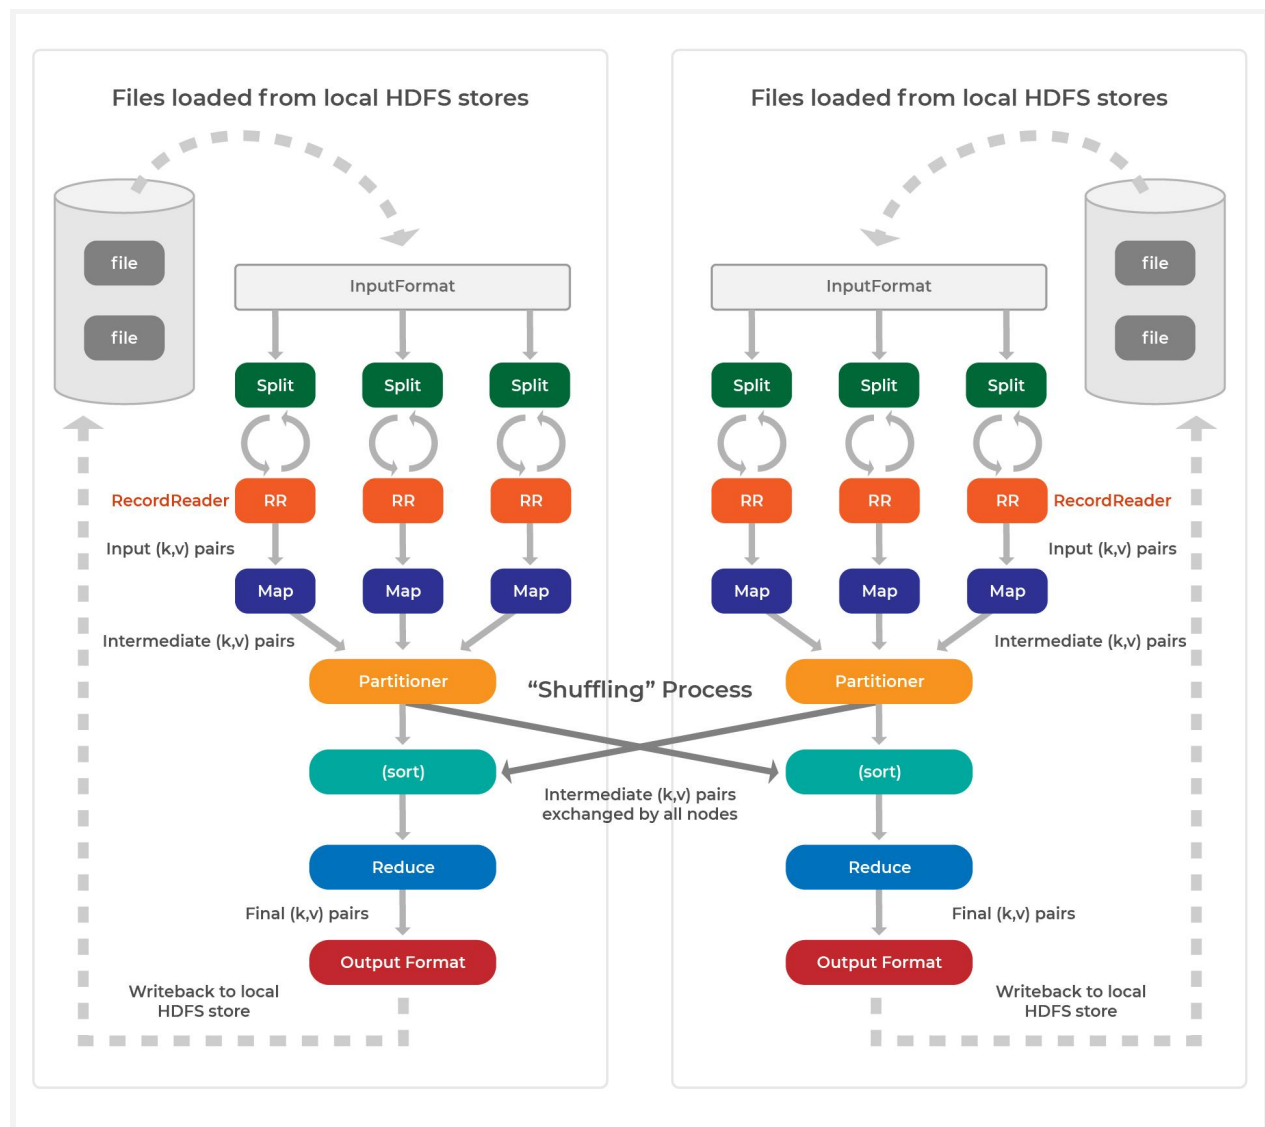 Files loaded from local HDFS stores
file
file
InputFormat
Split
Split
Split
RecordReader
RR
RR
RR
Input (k,v) pairs
Map
Map
Map
Intermediate (k,v) pairs
Partitioner
(sort)
Reduce
Final (k,v) pairs
Output Format
Writeback to local
HDFS store
“Shuffling” Process
Intermediate (k,v) pairs
exchanged by all nodes
Files loaded from local HDFS stores
file
file
InputFormat
Split
Split
Split
RR
RR
RR
RecordReader
Input (k,v) pairs
Map
Map
Map
Intermediate (k,v) pairs
Partitioner
(sort)
Reduce
Final (k,v) pairs
Output Format
Writeback to local
HDFS store